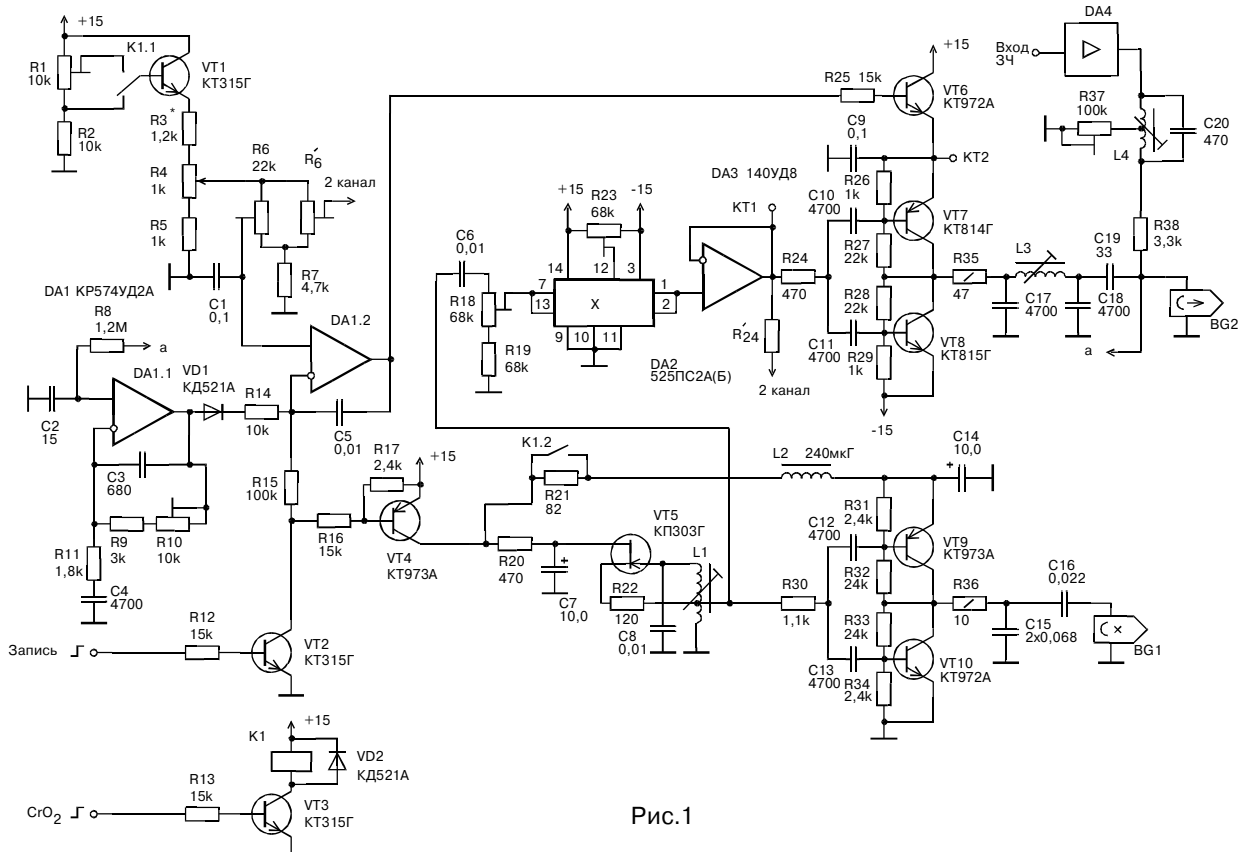 +15
K1.1
R1
10k
VT1
КТ315Г
R2
10k
R3*
1,2k
R4
1k
R5
1k
R6
22k
R´6
2 канал
R7
4,7k
C1
0,1
DA1 КР574УД2А
R8
1,2М
а
DA1.1
VD1
КД521А
R14
10k
DA1.2
C2
15
C3
680
C5
0,01
R9
3k
R10
10k
R11
1,8k
C4
4700
R15
100k
R16
15k
R17
2,4k
+15
VT4
КТ973А
Запись
R12
15k
VT2
КТ315Г
K1
+15
VD2
КД521А
CrO2
R13
15k
VT3
КТ315Г
K1.2
R21
82
R20
470
C7
10,0
+
VT5
КП303Г
R22
120
C8
0,01
L1
L2 240мкГ
C6
0,01
R18
68k
R19
68k
+15
R23
68k
-15
14
12
3
7
13
X
1
2
9
10
11
DA2
525ПС2А(Б)
DA3 140УД8
КТ1
R24
470
R´24
2 канал
R25 15k
+15
VT6
КТ972А
C9
0,1
КТ2
C10
4700
R26
1k
VT7
КТ814Г
R27
22k
R28
22k
C11
4700
R29
1k
VT8
КТ815Г
-15
R35
47
L3
C17
4700
C18
4700
C19
33
R38
3,3k
BG2
а
DA4
Вход
ЗЧ
R37
100k
L4
C20
470
C14
10,0
+
R31
2,4k
C12
4700
VT9
КТ973А
R32
24k
R30
1,1k
R33
24k
C13
4700
R34
2,4k
VT10
КТ972А
R36
10
C15
2x0,068
C16
0,022
BG1
Рис.1